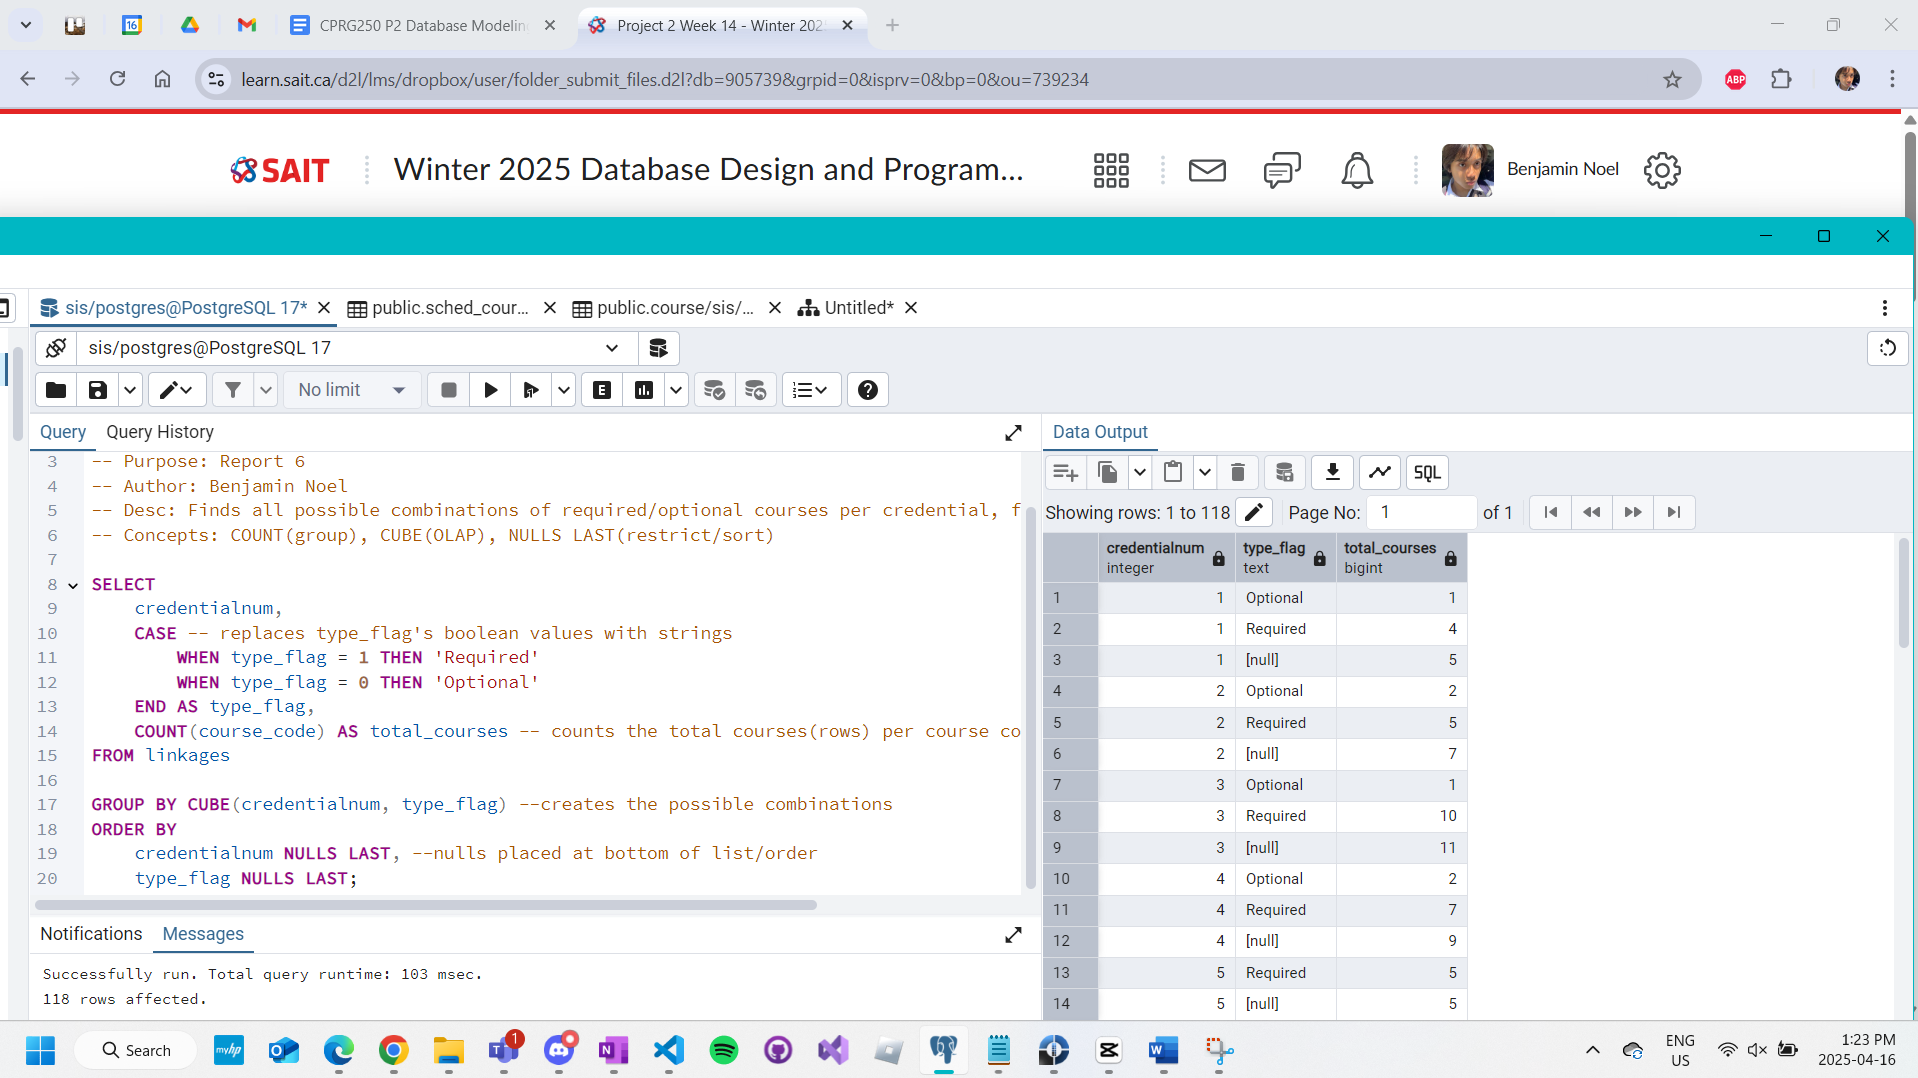 16
CPRG250 P2 Database Modelin
Project 2 Week 14 - Winter 202
learn.sait.ca/d2l/lms/dropbox/user/folder_submit_files.d2l?db=905739&grpid=0&isprv=0&bp=0&ou=739234
ABP
SAIT
Winter 2025 Database Design and Program...
Benjamin Noel
sis/postgres@PostgreSQL 17*
public.sched_cour...
public.course/sis/...
Untitled*
sis/postgres@PostgreSQL 17
No limit
E
Query
Query History
Data Output
SQL
Showing rows: 1 to 118
Page No:
1
of 1
3 -- Purpose: Report 6
4 -- Author: Benjamin Noel
5 -- Desc: Finds all possible combinations of required/optional courses per credential, f
6 -- Concepts: COUNT(group), CUBE(OLAP), NULLS LAST(restrict/sort)
7
8 SELECT
9 credentialnum,
10 CASE -- replaces type_flag's boolean values with strings
11 WHEN type_flag = 1 THEN 'Required'
12 WHEN type_flag = 0 THEN 'Optional'
13 END AS type_flag,
14 COUNT(course_code) AS total_courses -- counts the total courses(rows) per course co
15 FROM linkages
16
17 GROUP BY CUBE(credentialnum, type_flag) --creates the possible combinations
18 ORDER BY
19 credentialnum NULLS LAST, --nulls placed at bottom of list/order
20 type_flag NULLS LAST;
credentialnum type_flag total_courses
integer text bigint
1 1 Optional 1
2 1 Required 4
3 1 [null] 5
4 2 Optional 2
5 2 Required 5
6 2 [null] 7
7 3 Optional 1
8 3 Required 10
9 3 [null] 11
10 4 Optional 2
11 4 Required 7
12 4 [null] 9
13 5 Required 5
14 5 [null] 5
Notifications
Messages
Successfully run. Total query runtime: 103 msec.
118 rows affected.
Search
myhp
1
ENG
US
1:23 PM
2025-04-16